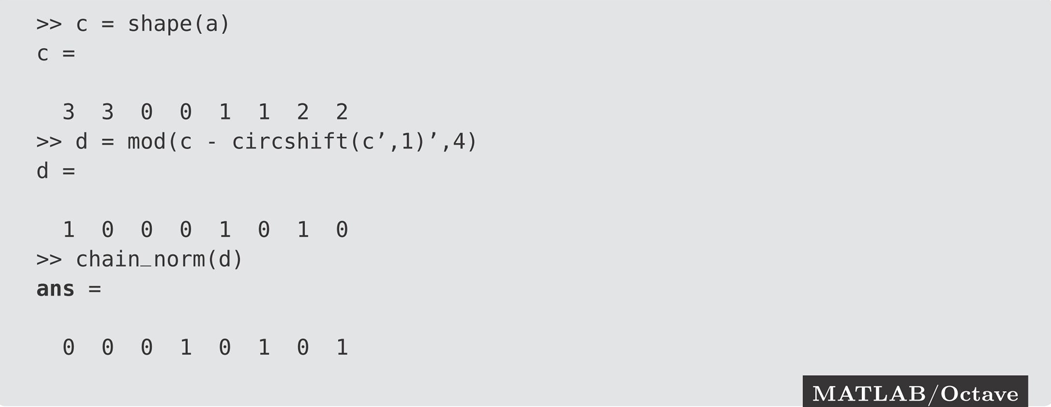 >> c = shape(a)
c =
3 3 0 0 1 1 2 2
>> d = mod(c - circshift(c’,1)’,4)
d =
1 0 0 0 1 0 1 0
>> chain_norm(d)
ans =
0 0 0 1 0 1 0 1
MATLAB/Octave